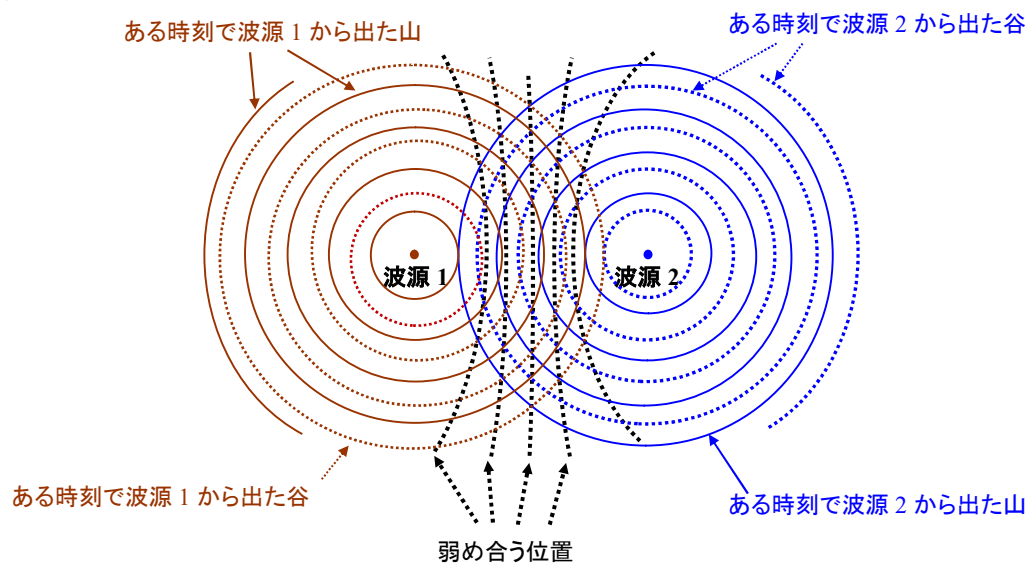 ある時刻で波源 1 から出た山
ある時刻で波源 2 から出た谷
波源 1
波源 2
ある時刻で波源 1 から出た谷
ある時刻で波源 2 から出た山
弱め合う位置